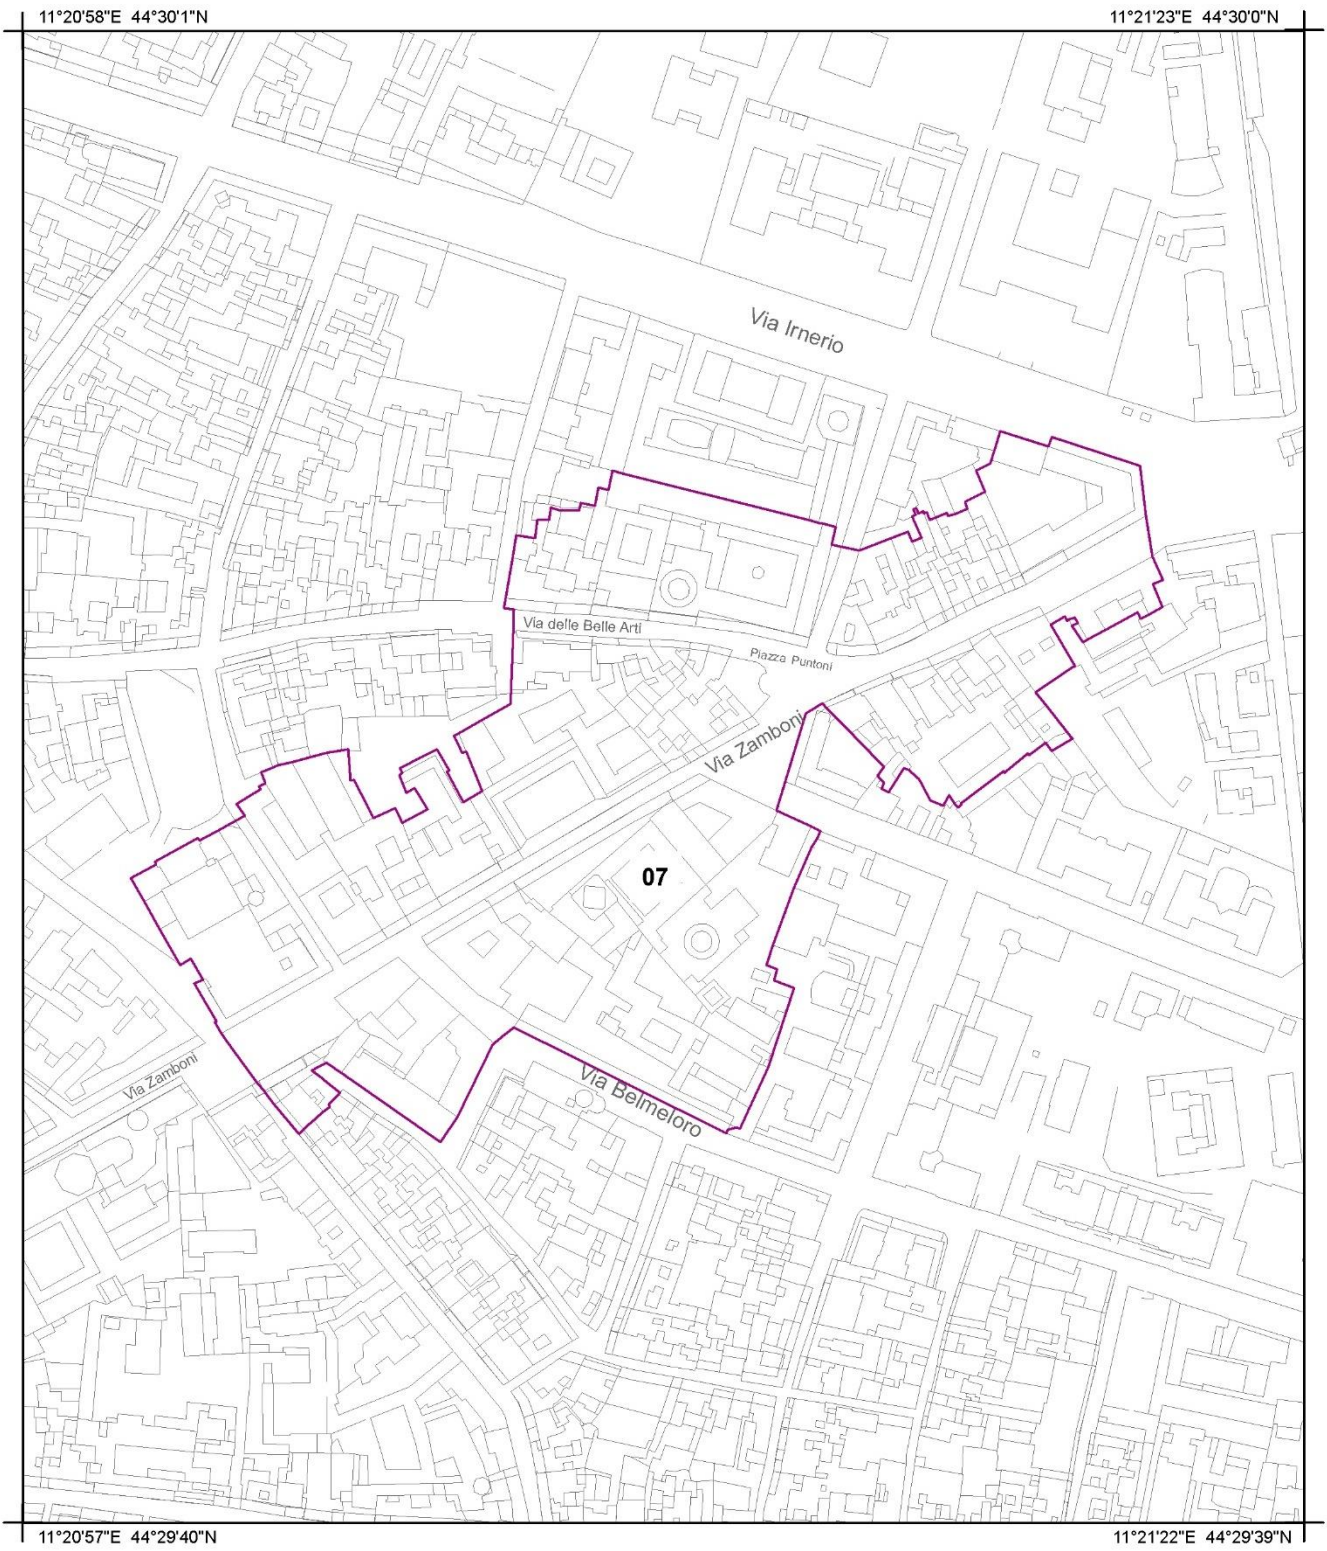 11°20'58"E 44°30'1"N
11°21'23"E 44°30'0"N
Via Irnerio
Via delle Belle Arti
Piazza Puntoni
Via Zamboni
07
Via Zamboni
Via Belmeloro
11°20'57"E 44°29'40"N
11°21'22"E 44°29'39"N